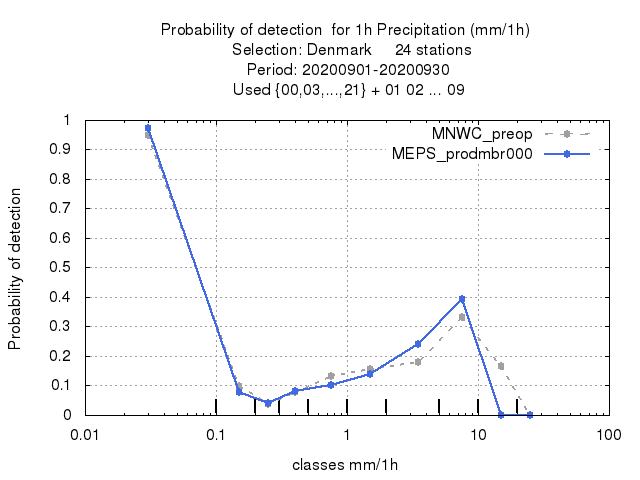 Probability of detection for 1h Precipitation (mm/1h)
Selection: Denmark 24 stations
Period: 20200901-20200930
Used {00,03,...,21} + 01 02 ... 09
MNWC_preop
MEPS_prodmbr000
Probability of detection
1
0.9
0.8
0.7
0.6
0.5
0.4
0.3
0.2
0.1
0
0.01 0.1 1 10 100
classes mm/1h